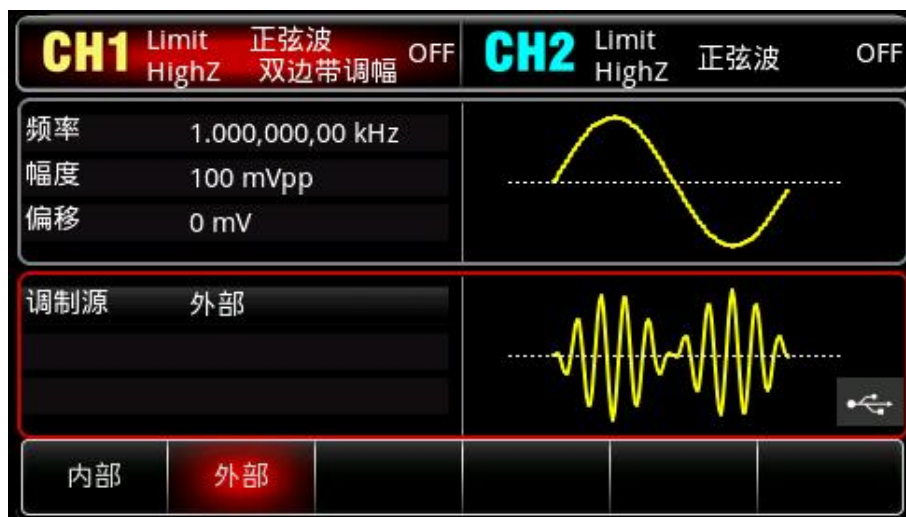 CH1 Limit 正弦波 OFF CH2 Limit 正弦波 OFF
HighZ 双边带调幅 HighZ
频率 1.000,000,00 kHz
幅度 100 mVpp
偏移 0 mV
调制源 外部
内部 外部